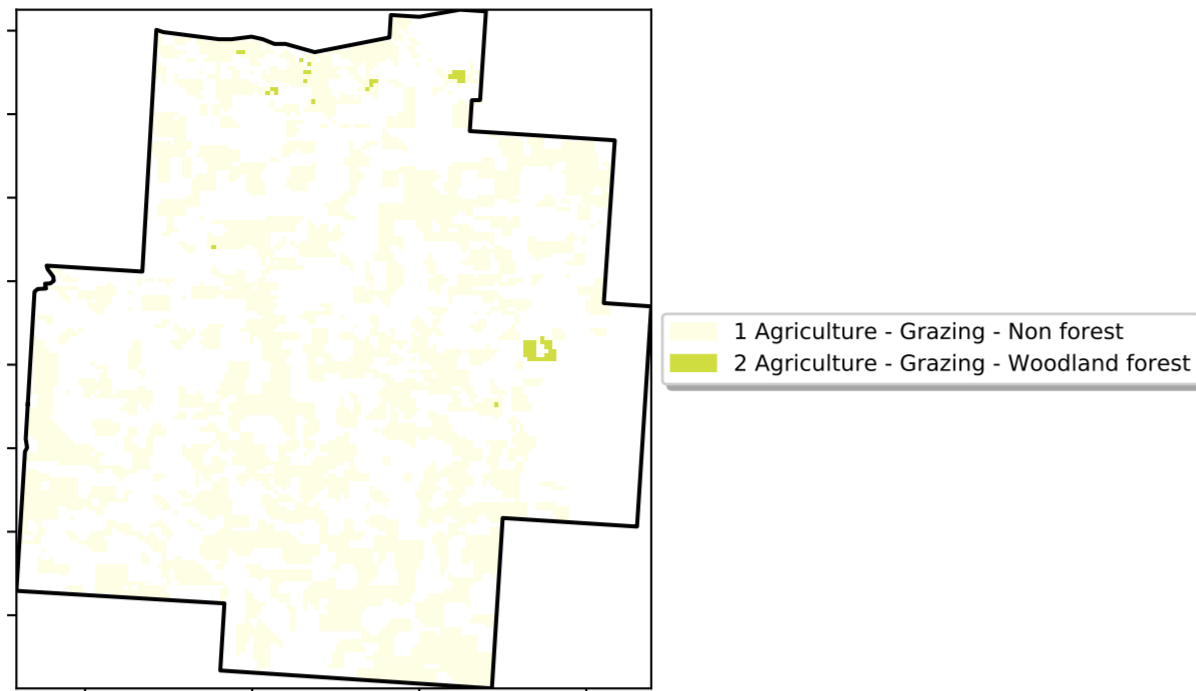 1 Agriculture - Grazing - Non forest
2 Agriculture - Grazing - Woodland forest